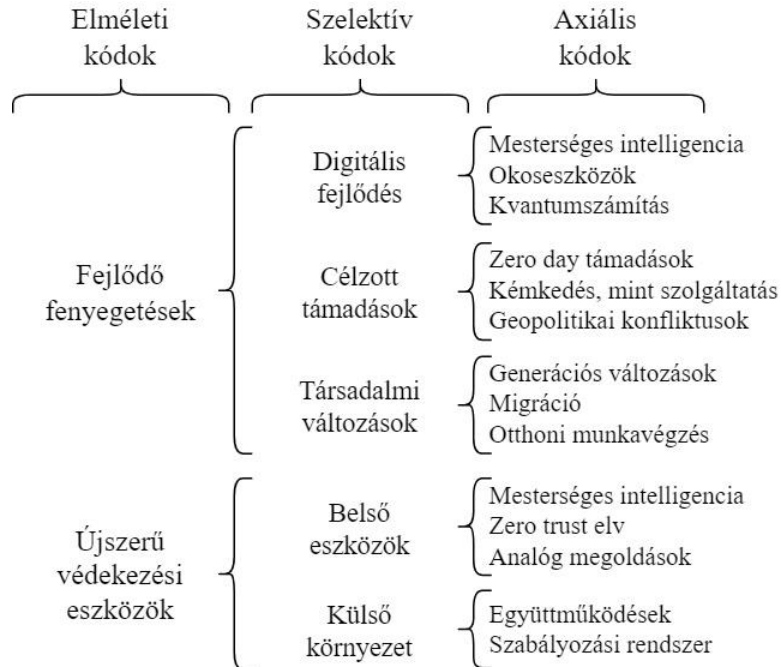 Elméleti
kódok
Szelektív
kódok
Axiális
kódok
Fejlődő
fenyegetések
Digitális
fejlődés
Mesterséges intelligencia
Okoseszközök
Kvantumszámítás
Célzott
támadások
Zero day támadások
Kémkedés, mint szolgáltatás
Geopolitikai konfliktusok
Társadalmi
változások
Generációs változások
Migráció
Otthoni munkavégzés
Újszerű
védekezési
eszközök
Belső
eszközök
Mesterséges intelligencia
Zero trust elv
Analóg megoldások
Külső
környezet
Együttműködések
Szabályozási rendszer